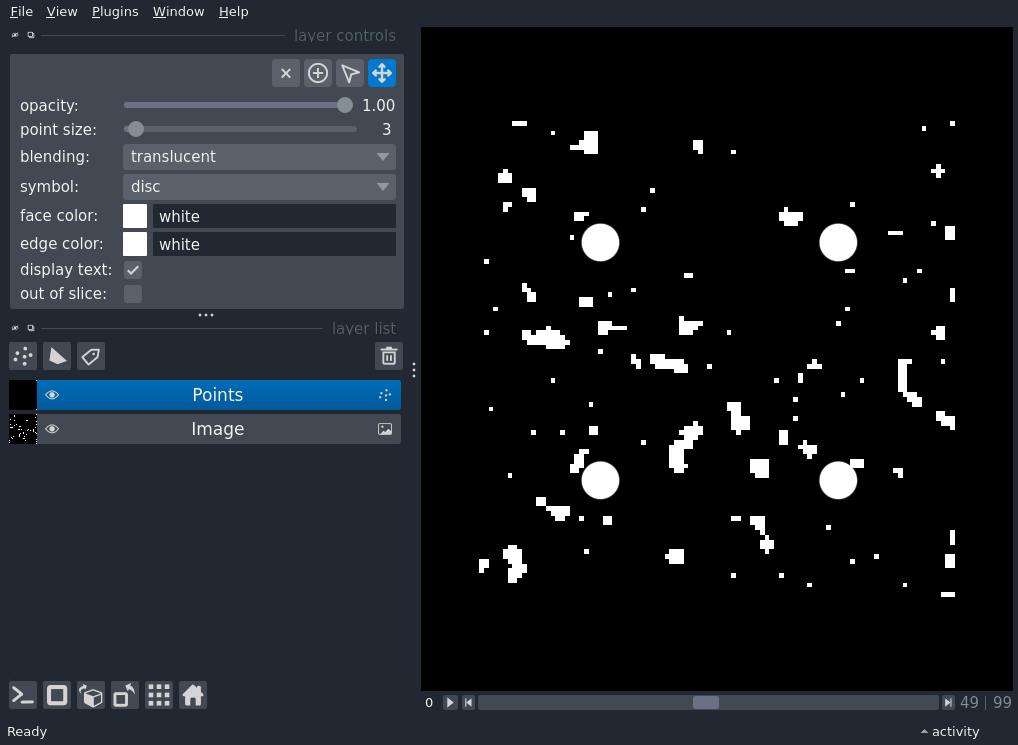 File View Plugins Window Help
layer controls
opacity: 1.00
point size: 3
blending: translucent
symbol: disc
face color: white
edge color: white
display text:
out of slice:
layer list
Points
Image
0 49 | 99
Ready activity